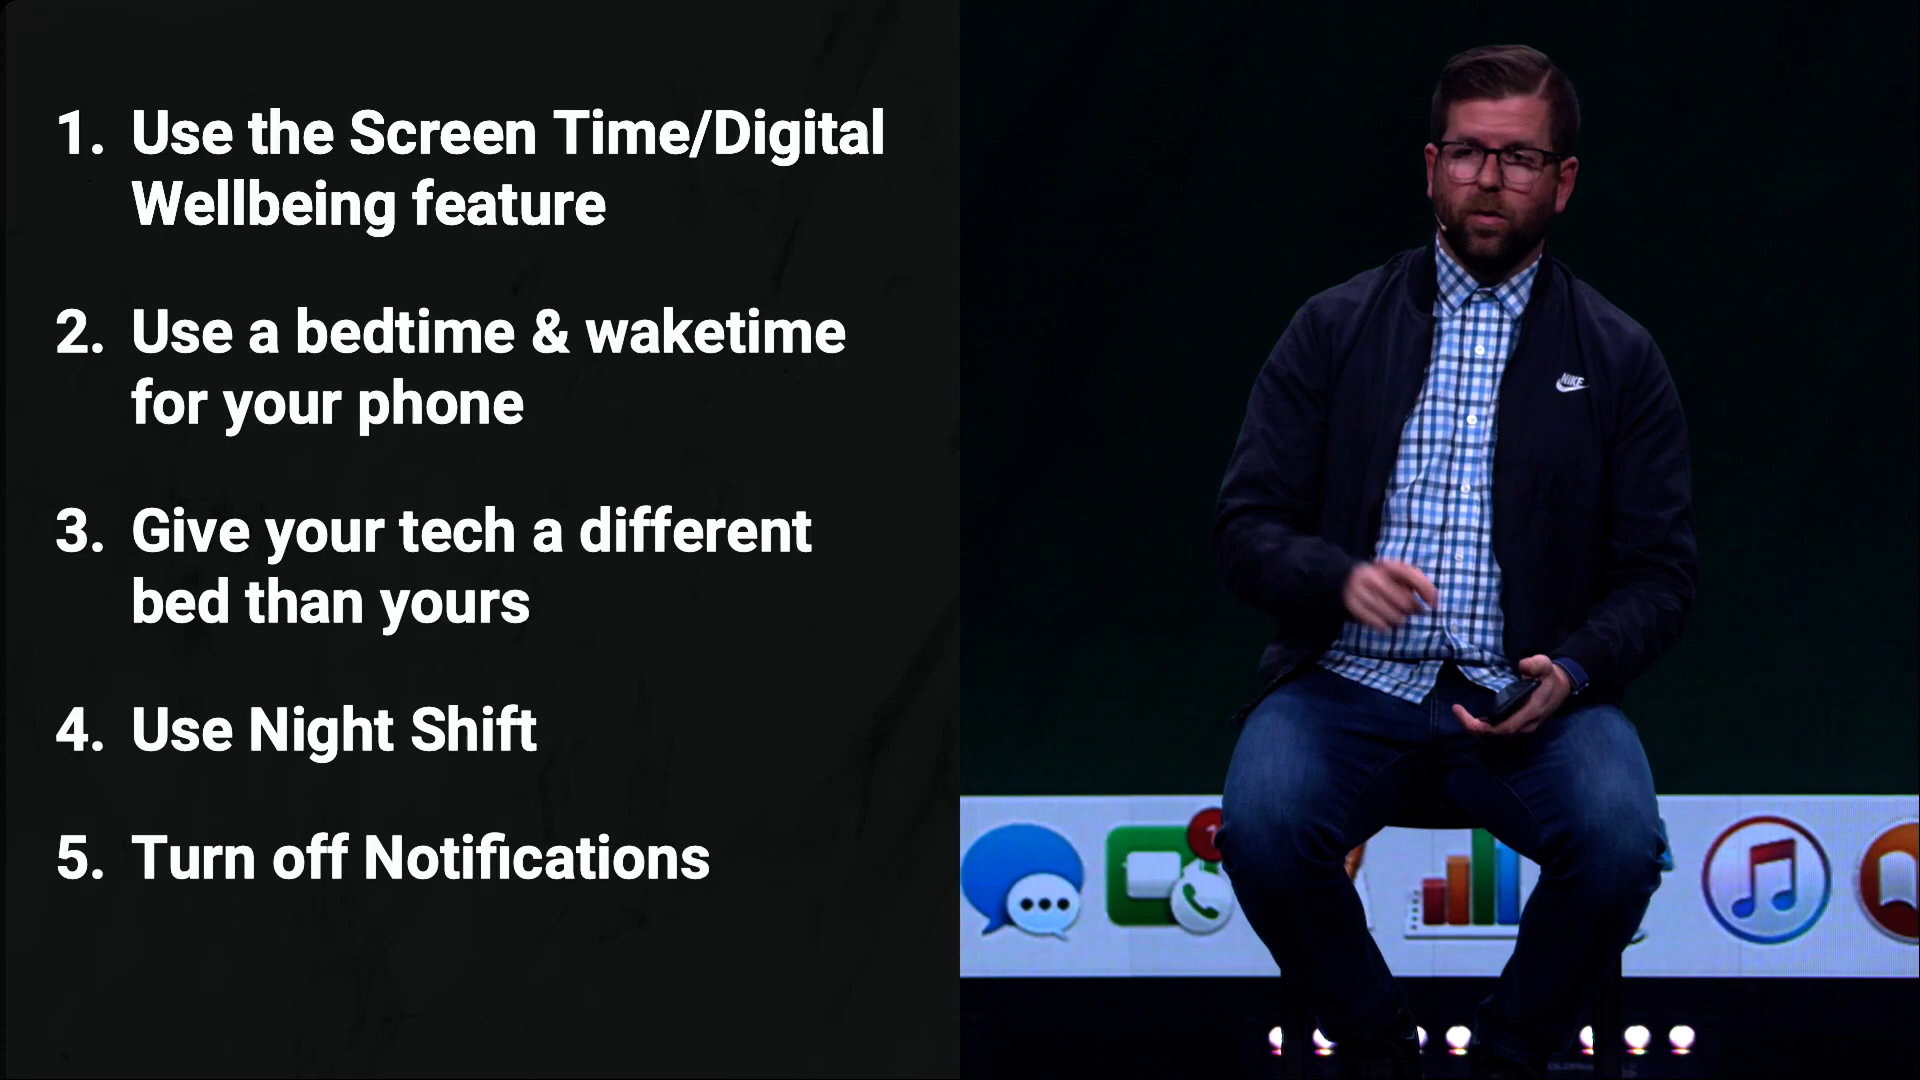 1. Use the Screen Time/Digital
Wellbeing feature
2. Use a bedtime & waketime
for your phone
3. Give your tech a different
bed than yours
4. Use Night Shift
5. Turn off Notifications
NIKE